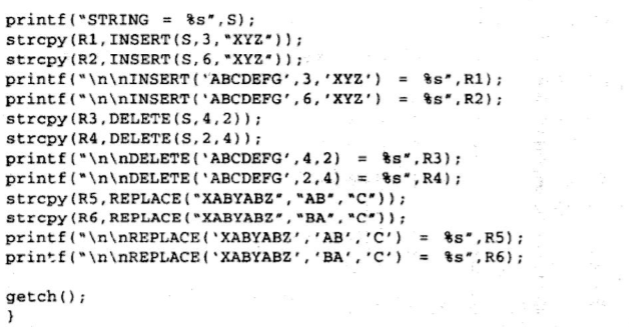 printf("STRING = %s",S);
strcpy(R1,INSERT(S,3,"XYZ"));
strcpy(R2,INSERT(S,6,"XYZ"));
printf("\n\nINSERT('ABCDEFG',3,'XYZ') = %s",R1);
printf("\n\nINSERT('ABCDEFG',6,'XYZ') = %s",R2);
strcpy(R3,DELETE(S,4,2));
strcpy(R4,DELETE(S,2,4));
printf("\n\nDELETE('ABCDEFG',4,2) = %s",R3);
printf("\n\nDELETE('ABCDEFG',2,4) = %s",R4);
strcpy(R5,REPLACE("XABYABZ","AB","C"));
strcpy(R6,REPLACE("XABYABZ","BA","C"));
printf("\n\nREPLACE('XABYABZ','AB','C') = %s",R5);
printf("\n\nREPLACE('XABYABZ','BA','C') = %s",R6);
getch();
}